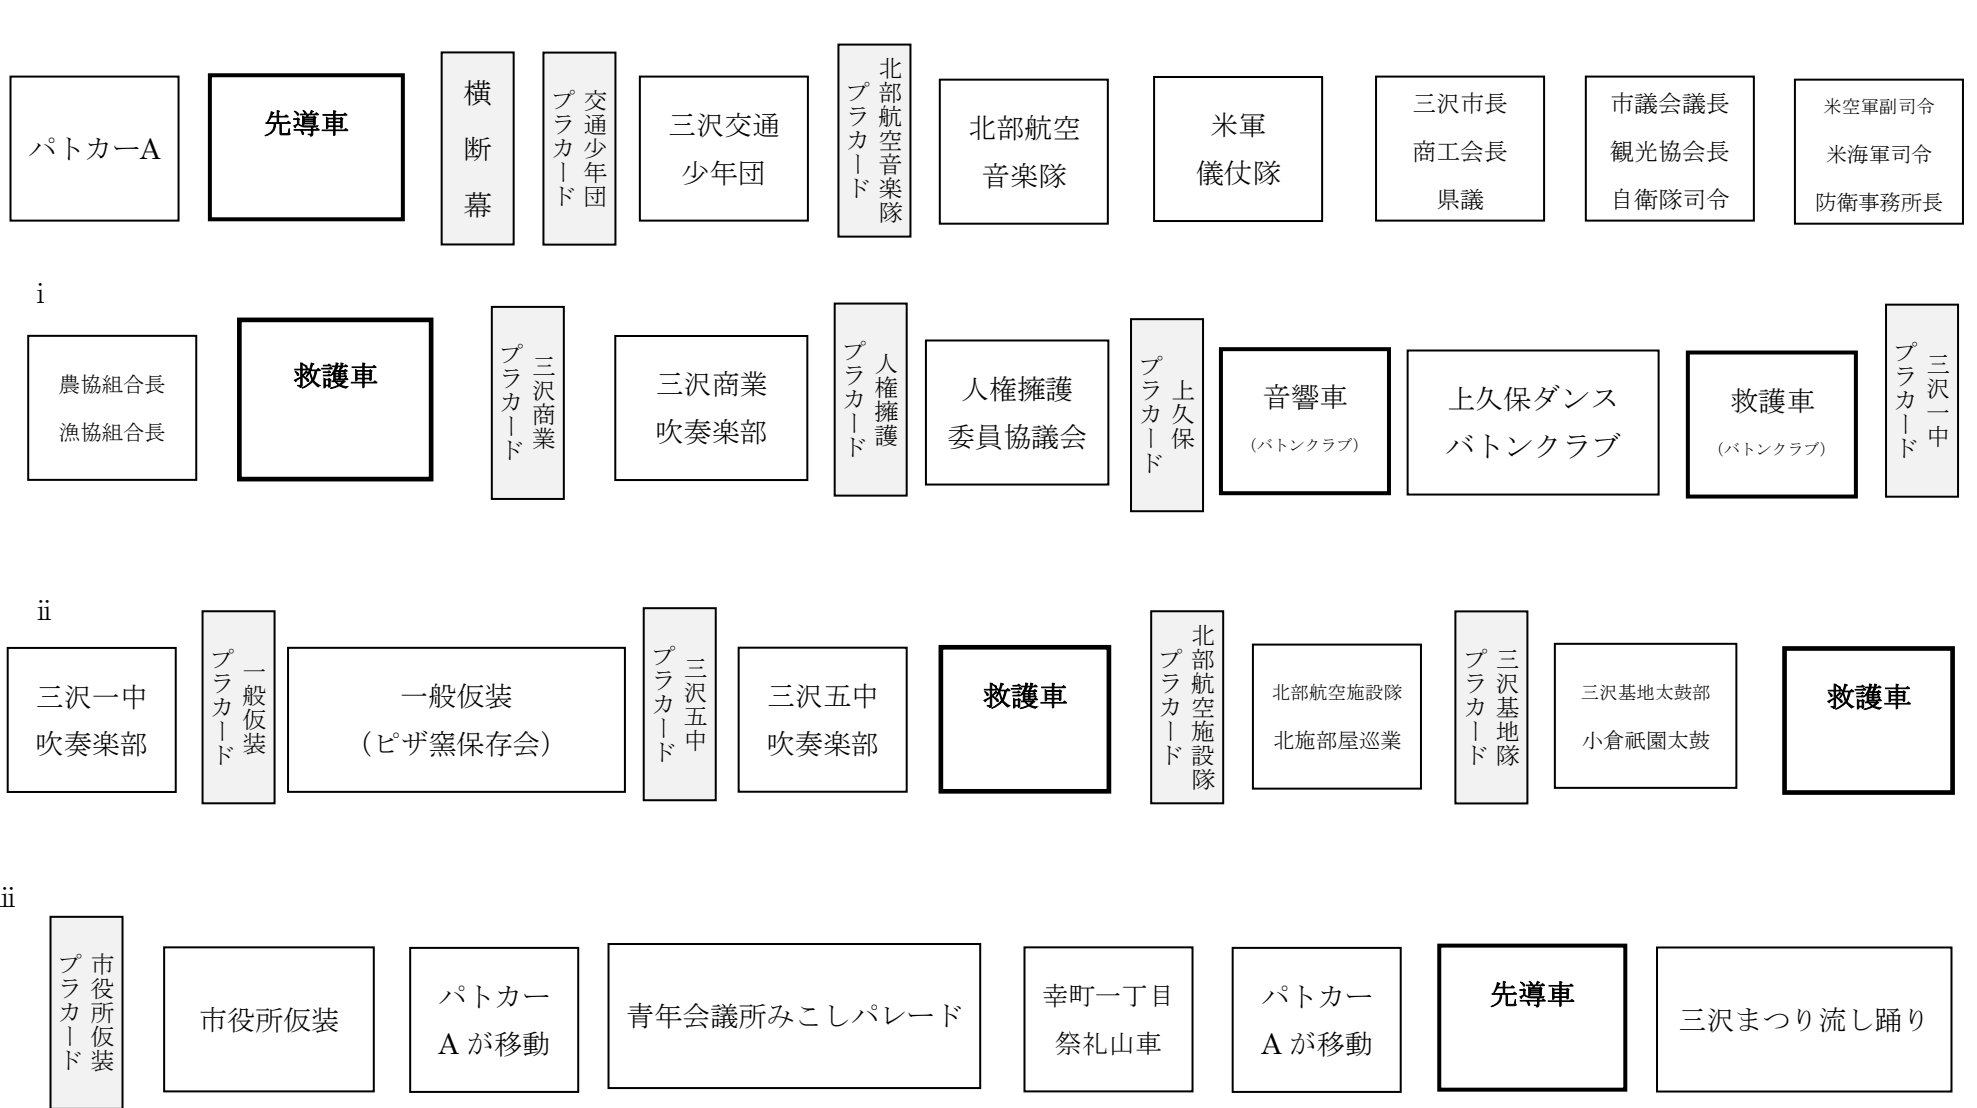 パトカーA
先導車
横断幕
交通少年団
プラカード
三沢交通
少年団
北部航空音楽隊
プラカード
北部航空
音楽隊
米軍
儀仗隊
三沢市長
商工会長
県議
市議会議長
観光協会長
自衛隊司令
米空軍副司令
米海軍司令
防衛事務所長
ⅰ
農協組合長
漁協組合長
救護車
三沢商業
プラカード
三沢商業
吹奏楽部
人権擁護
プラカード
人権擁護
委員協議会
上久保
プラカード
音響車
(バトンクラブ)
上久保ダンス
バトンクラブ
救護車
(バトンクラブ)
三沢一中
プラカード
ⅱ
三沢一中
吹奏楽部
一般仮装
プラカード
一般仮装
(ピザ窯保存会)
三沢五中
プラカード
三沢五中
吹奏楽部
救護車
北部航空施設隊
プラカード
北部航空施設隊
北施部屋巡業
三沢基地隊
プラカード
三沢基地太鼓部
小倉祇園太鼓
救護車
ⅱ
市役所仮装
プラカード
市役所仮装
パトカー
A が移動
青年会議所みこしパレード
幸町一丁目
祭礼山車
パトカー
A が移動
先導車
三沢まつり流し踊り